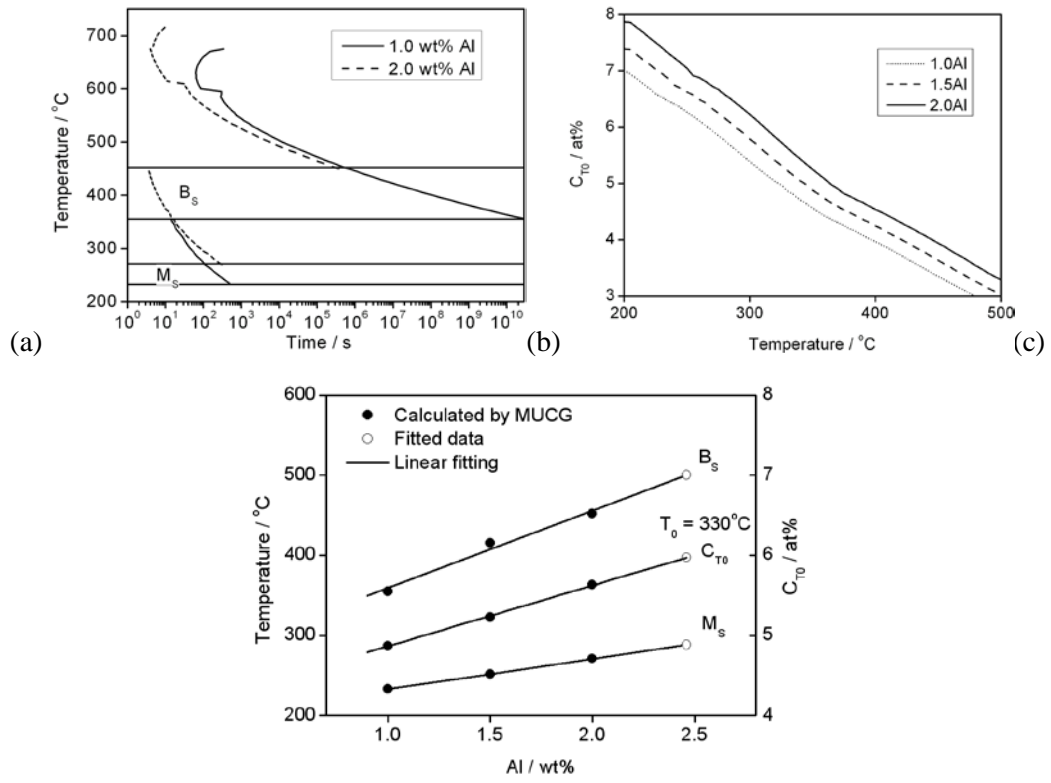 700
600
500
400
300
200
Temperature / °C
1.0 wt% Al
2.0 wt% Al
B_S
M_S
10^0 10^1 10^2 10^3 10^4 10^5 10^6 10^7 10^8 10^9 10^10
Time / s
(a)
8
7
6
5
4
3
C_T0 / at%
1.0Al
1.5Al
2.0Al
200 300 400 500
Temperature / °C
(b)
(c)
600
500
400
300
200
Temperature / °C
Calculated by MUCG
Fitted data
Linear fitting
B_S
T_0 = 330°C
C_T0
M_S
8
7
6
5
4
C_T0 / at%
1.0 1.5 2.0 2.5
Al / wt%